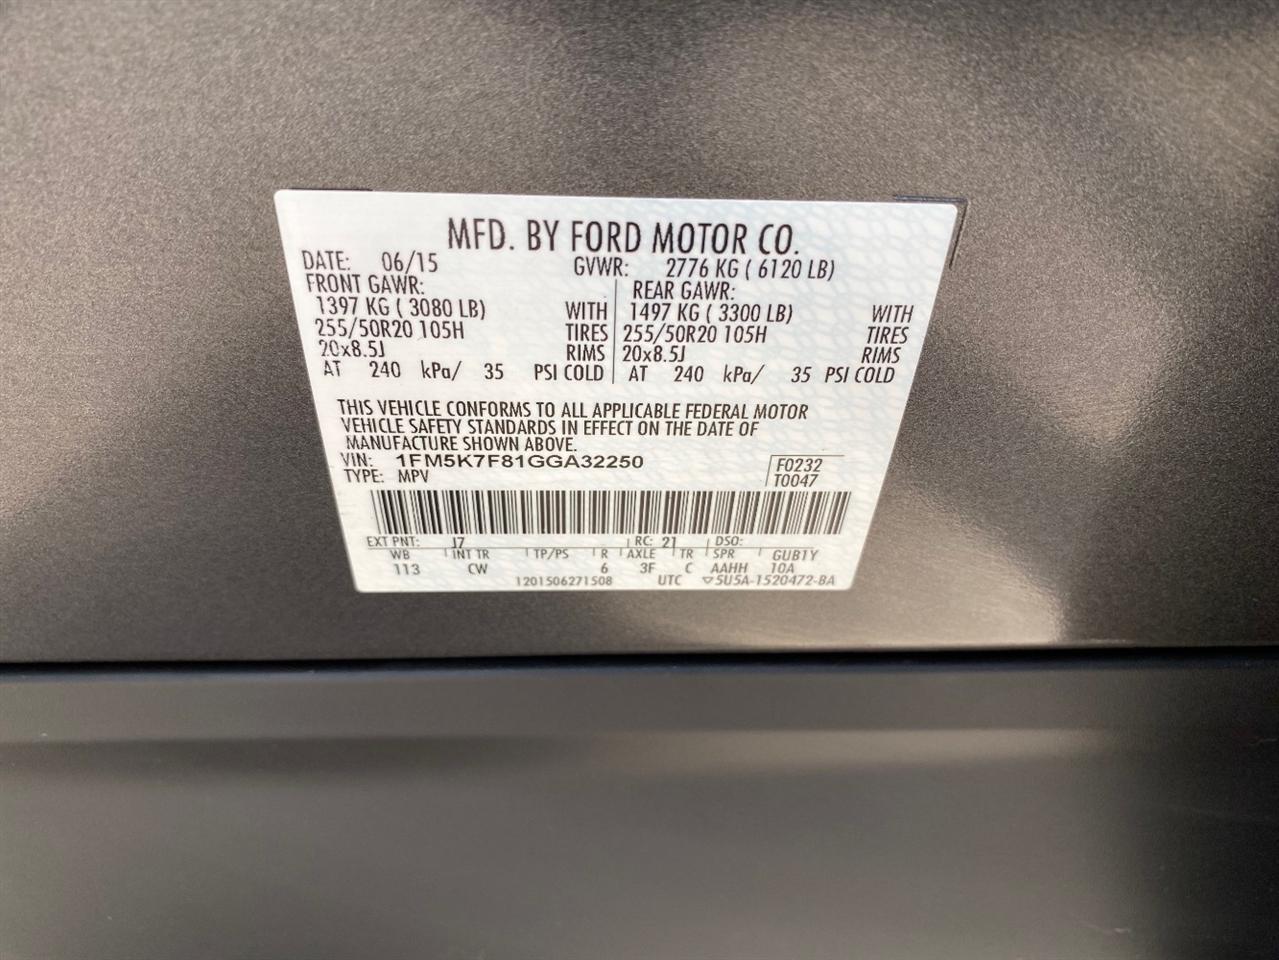 MFD. BY FORD MOTOR CO.
DATE: 06/15 GVWR: 2776 KG ( 6120 LB)
FRONT GAWR: REAR GAWR:
1397 KG ( 3080 LB) WITH 1497 KG ( 3300 LB) WITH
255/50R20 105H TIRES 255/50R20 105H TIRES
20x8.5J RIMS 20x8.5J RIMS
AT 240 kPa/ 35 PSI COLD AT 240 kPa/ 35 PSI COLD
THIS VEHICLE CONFORMS TO ALL APPLICABLE FEDERAL MOTOR
VEHICLE SAFETY STANDARDS IN EFFECT ON THE DATE OF
MANUFACTURE SHOWN ABOVE.
VIN: 1FM5K7F81GGA32250 F0232
TYPE: MPV T0047
EXT PNT: J7 RC: 21 DSO:
WB INT TR TP/PS R AXLE TR SPR GUB1Y
113 CW 6 3F C AAHH 10A
1201506271508 UTC ▽5U5A-1520472-BA